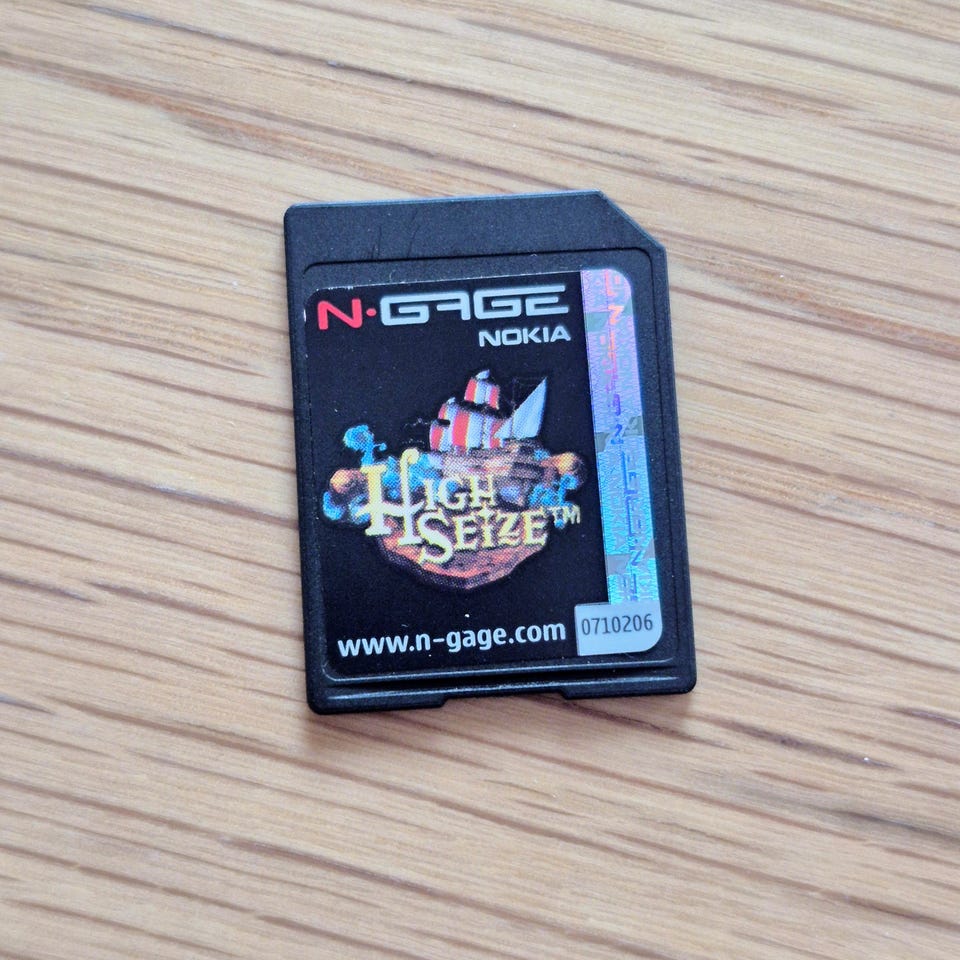 N·GAGE
NOKIA
HIGH
SEIZE™
www.n-gage.com
0710206